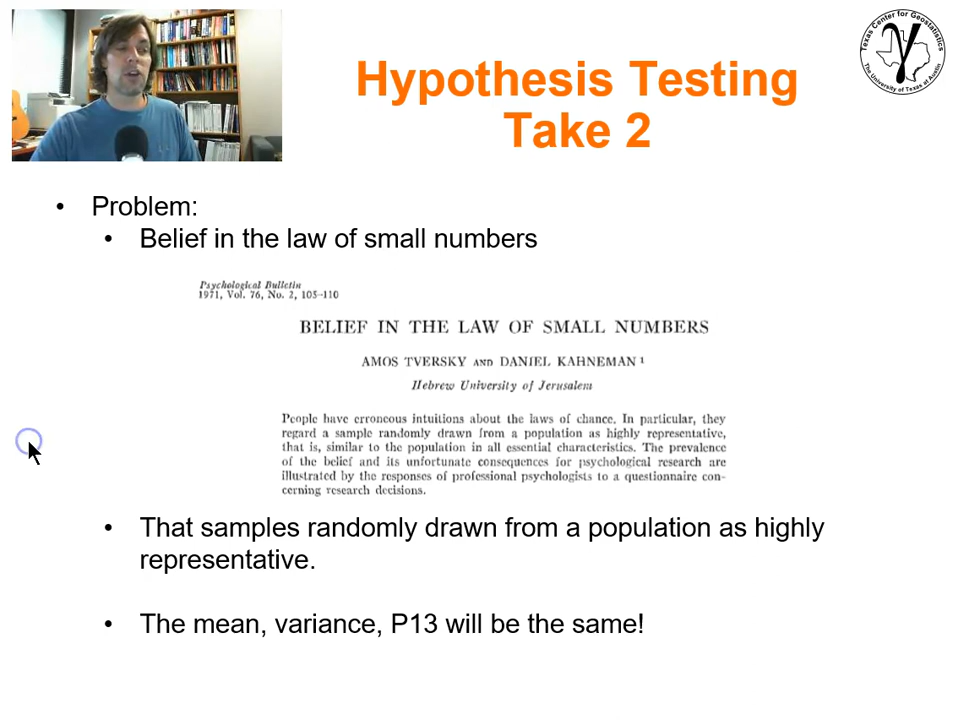 Texas Center for Geostatistics
The University of Texas at Austin
Hypothesis Testing
Take 2
• Problem:
• Belief in the law of small numbers
Psychological Bulletin
1971, Vol. 76, No. 2, 105-110
BELIEF IN THE LAW OF SMALL NUMBERS
AMOS TVERSKY AND DANIEL KAHNEMAN 1
Hebrew University of Jerusalem
People have erroneous intuitions about the laws of chance. In particular, they
regard a sample randomly drawn from a population as highly representative,
that is, similar to the population in all essential characteristics. The prevalence
of the belief and its unfortunate consequences for psychological research are
illustrated by the responses of professional psychologists to a questionnaire con-
cerning research decisions.
• That samples randomly drawn from a population as highly
representative.
• The mean, variance, P13 will be the same!